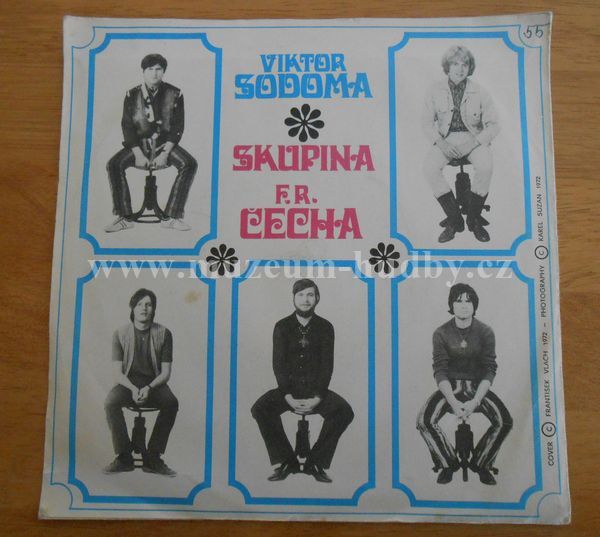 VIKTOR
SODOMA
SKUPINA
F. R.
ČECHA
55
www.muzeum-hudby.cz
COVER © FRANTIŠEK VLACH 1972 – PHOTOGRAPHY © KAREL SUZAN 1972